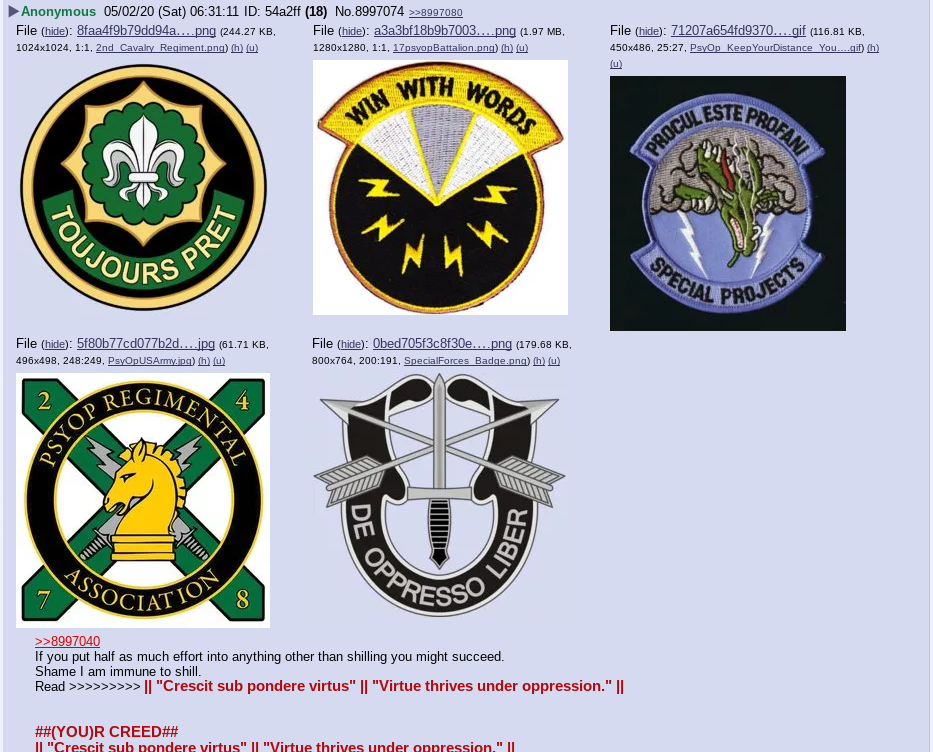 ▶Anonymous 05/02/20 (Sat) 06:31:11 ID: 54a2ff (18) No.8997074 >>8997080
File (hide): 8faa4f9b79dd94a….png (244.27 KB, 1024x1024, 1:1, 2nd_Cavalry_Regiment.png) (h) (u)
File (hide): a3a3bf18b9b7003….png (1.97 MB, 1280x1280, 1:1, 17psyopBattalion.png) (h) (u)
File (hide): 71207a654fd9370….gif (116.81 KB, 450x486, 25:27, PsyOp_KeepYourDistance_You….gif) (h) (u)
TOUJOURS PRET
WIN WITH WORDS
PROCUL ESTE PROFANI
SPECIAL PROJECTS
File (hide): 5f80b77cd077b2d….jpg (61.71 KB, 496x498, 248:249, PsyOpUSArmy.jpg) (h) (u)
File (hide): 0bed705f3c8f30e….png (179.68 KB, 800x764, 200:191, SpecialForces_Badge.png) (h) (u)
2 4
PSYOP REGIMENTAL
ASSOCIATION
7 8
DE OPPRESSO LIBER
>>8997040
If you put half as much effort into anything other than shilling you might succeed.
Shame I am immune to shill.
Read >>>>>>>>> || "Crescit sub pondere virtus" || "Virtue thrives under oppression." ||
##(YOU)R CREED##
|| "Crescit sub pondere virtus" || "Virtue thrives under oppression." ||